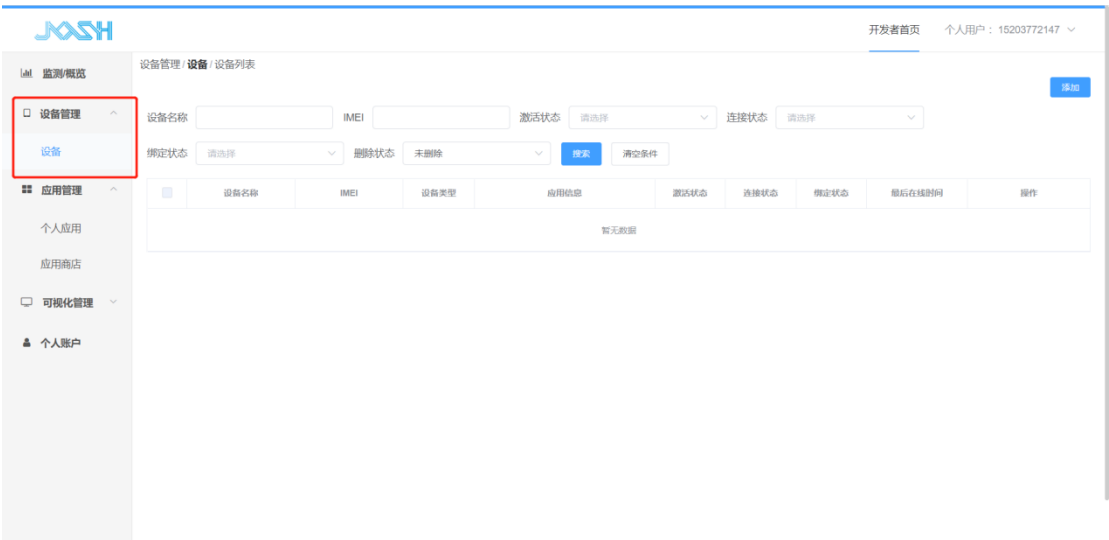 JXXSH
开发者首页 个人用户：15203772147
监测/概览
设备管理
设备
应用管理
个人应用
应用商店
可视化管理
个人账户
设备管理/设备/设备列表
添加
设备名称 IMEI 激活状态 请选择 连接状态 请选择
绑定状态 请选择 删除状态 未删除 搜索 清空条件
设备名称 IMEI 设备类型 应用信息 激活状态 连接状态 绑定状态 最后在线时间 操作
暂无数据